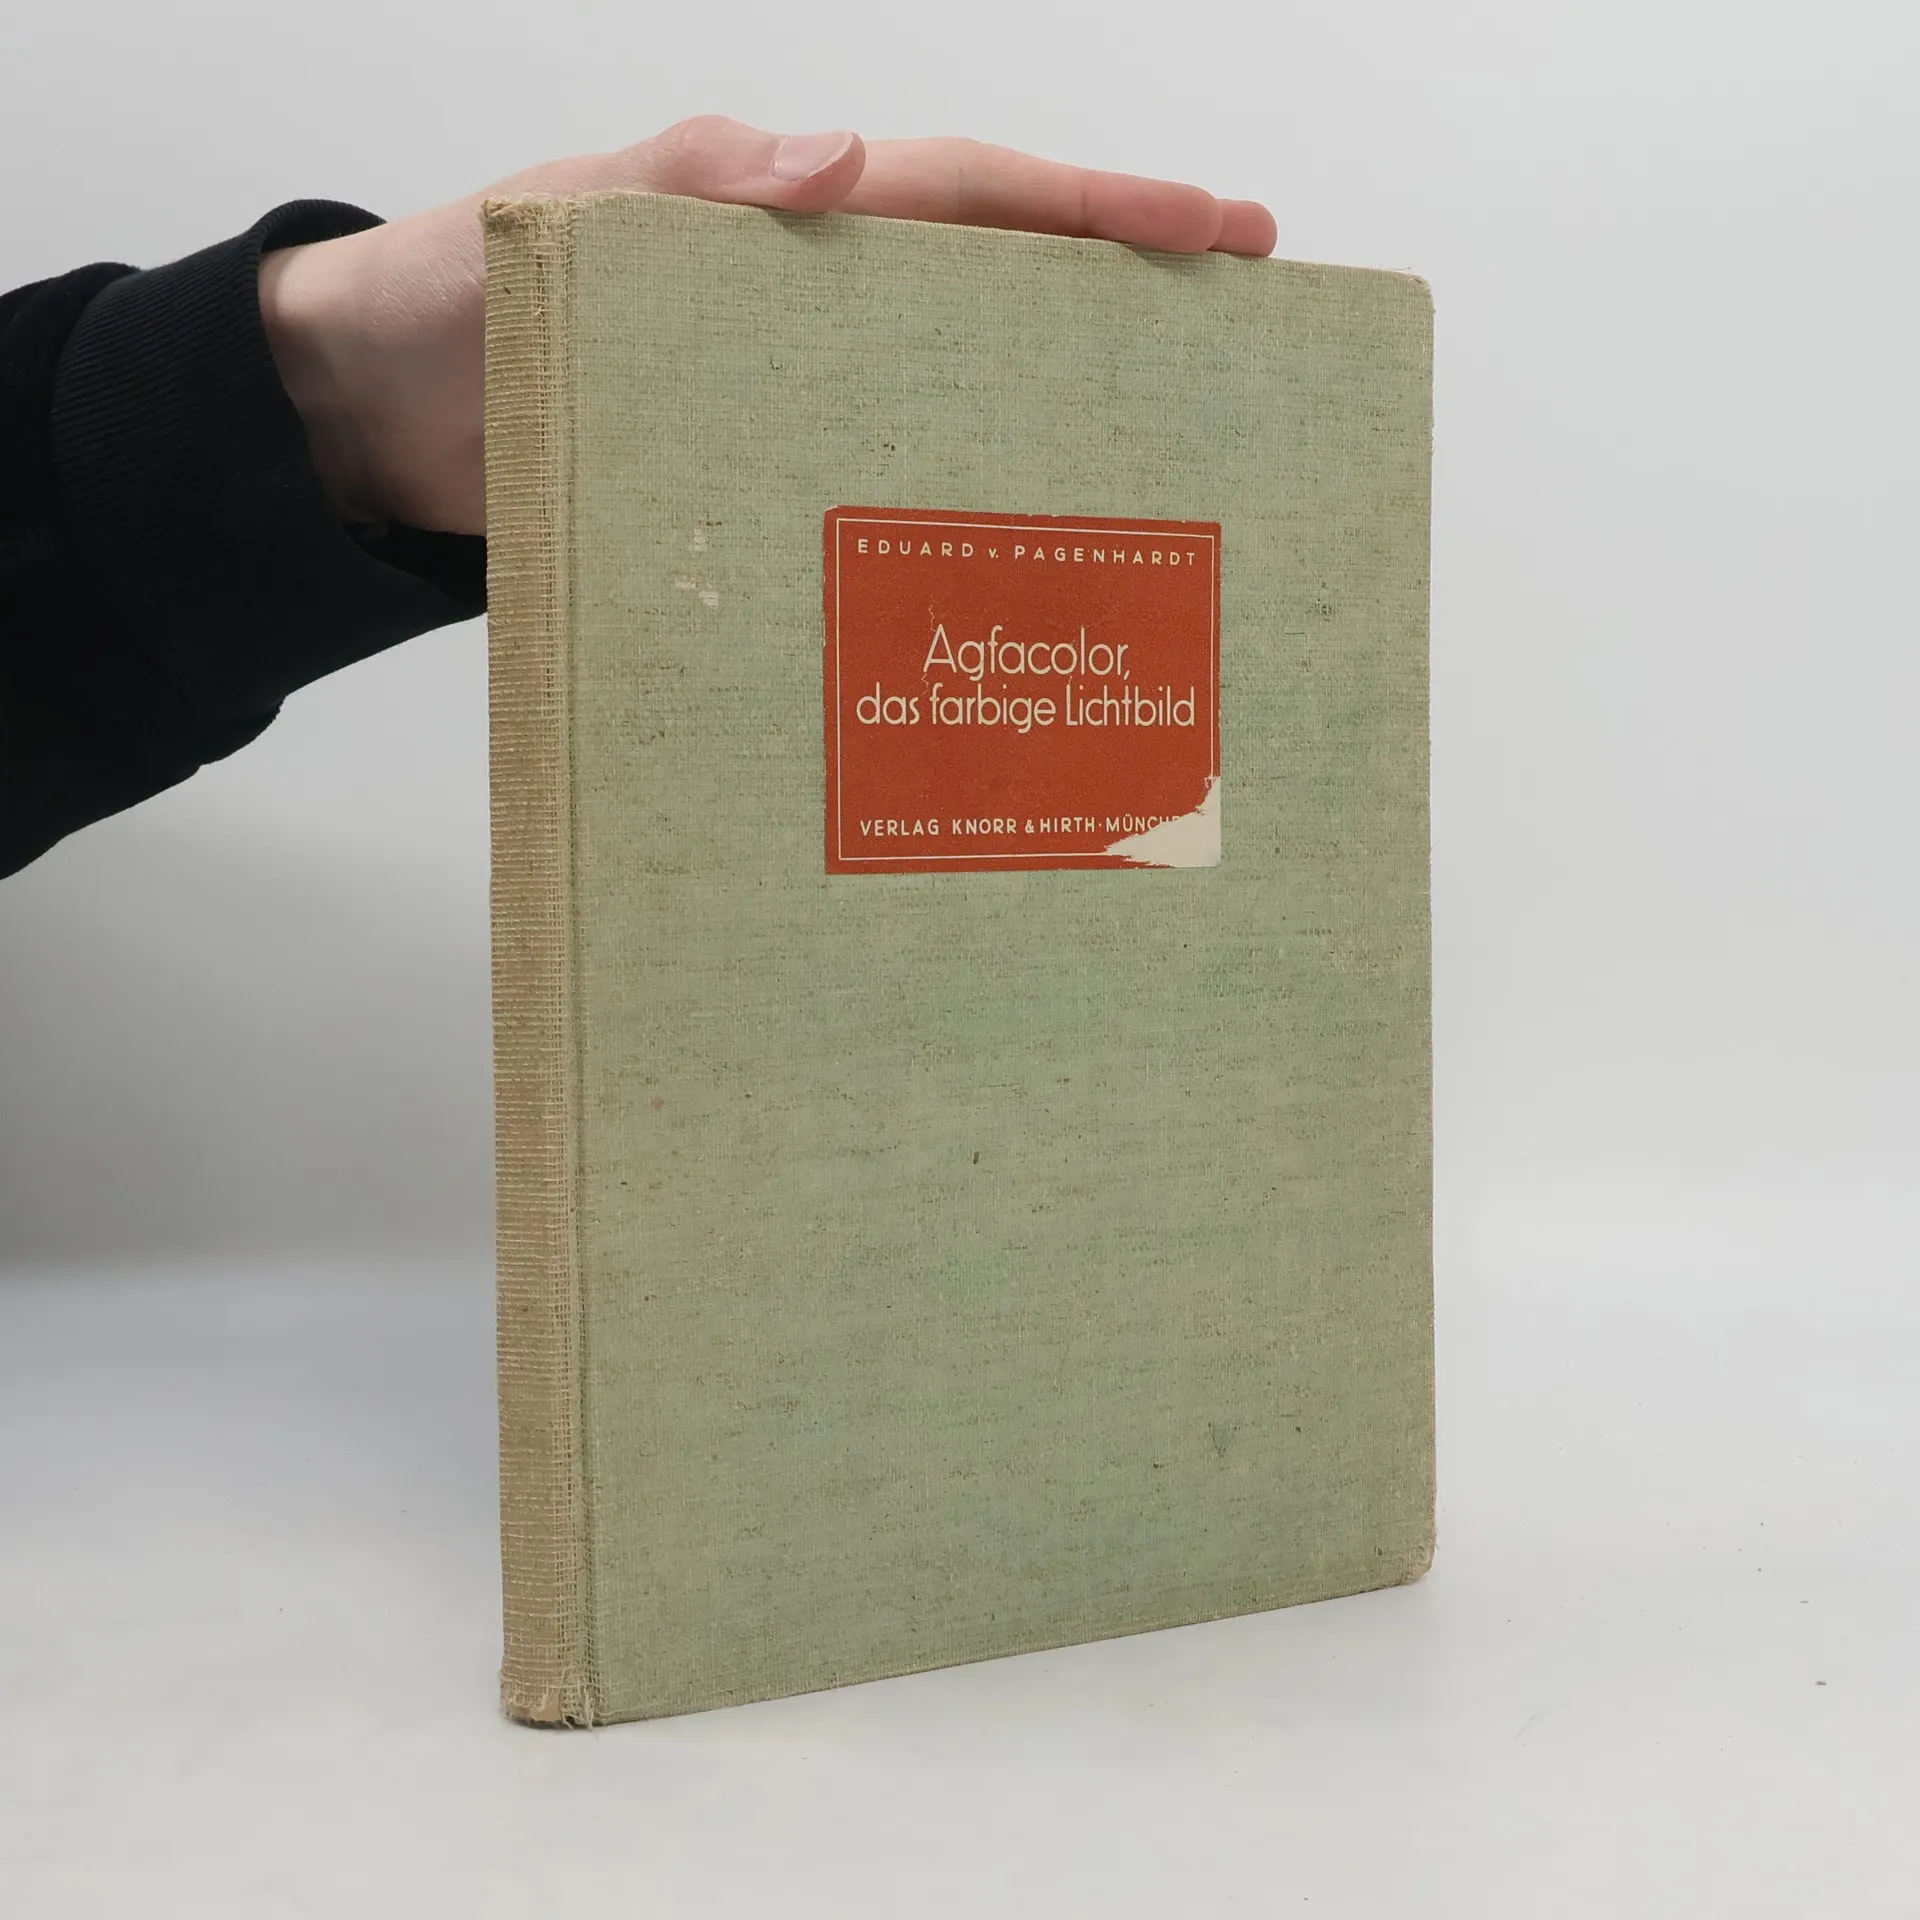 EDUARD v. PAGENHARDT
Agfacolor,
das farbige Lichtbild
VERLAG KNORR & HIRTH·